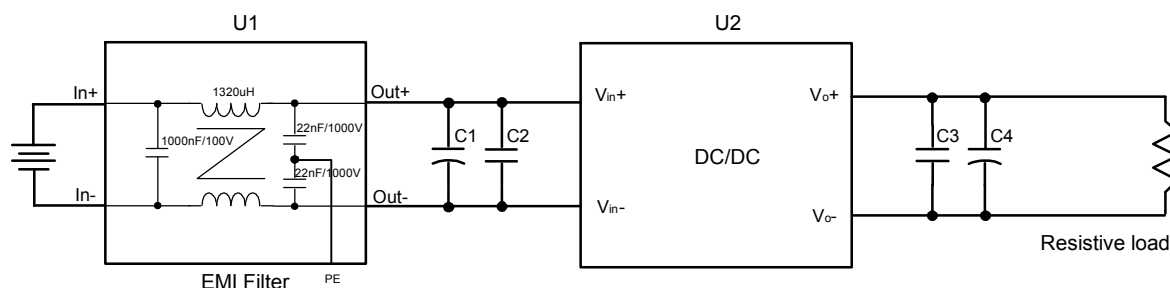 U1
U2
In+
1320uH
Out+
Vin+
Vo+
1000nF/100V
22nF/1000V
C1
C2
DC/DC
C3
C4
22nF/1000V
In-
Out-
Vin-
Vo-
Resistive load
EMI Filter
PE